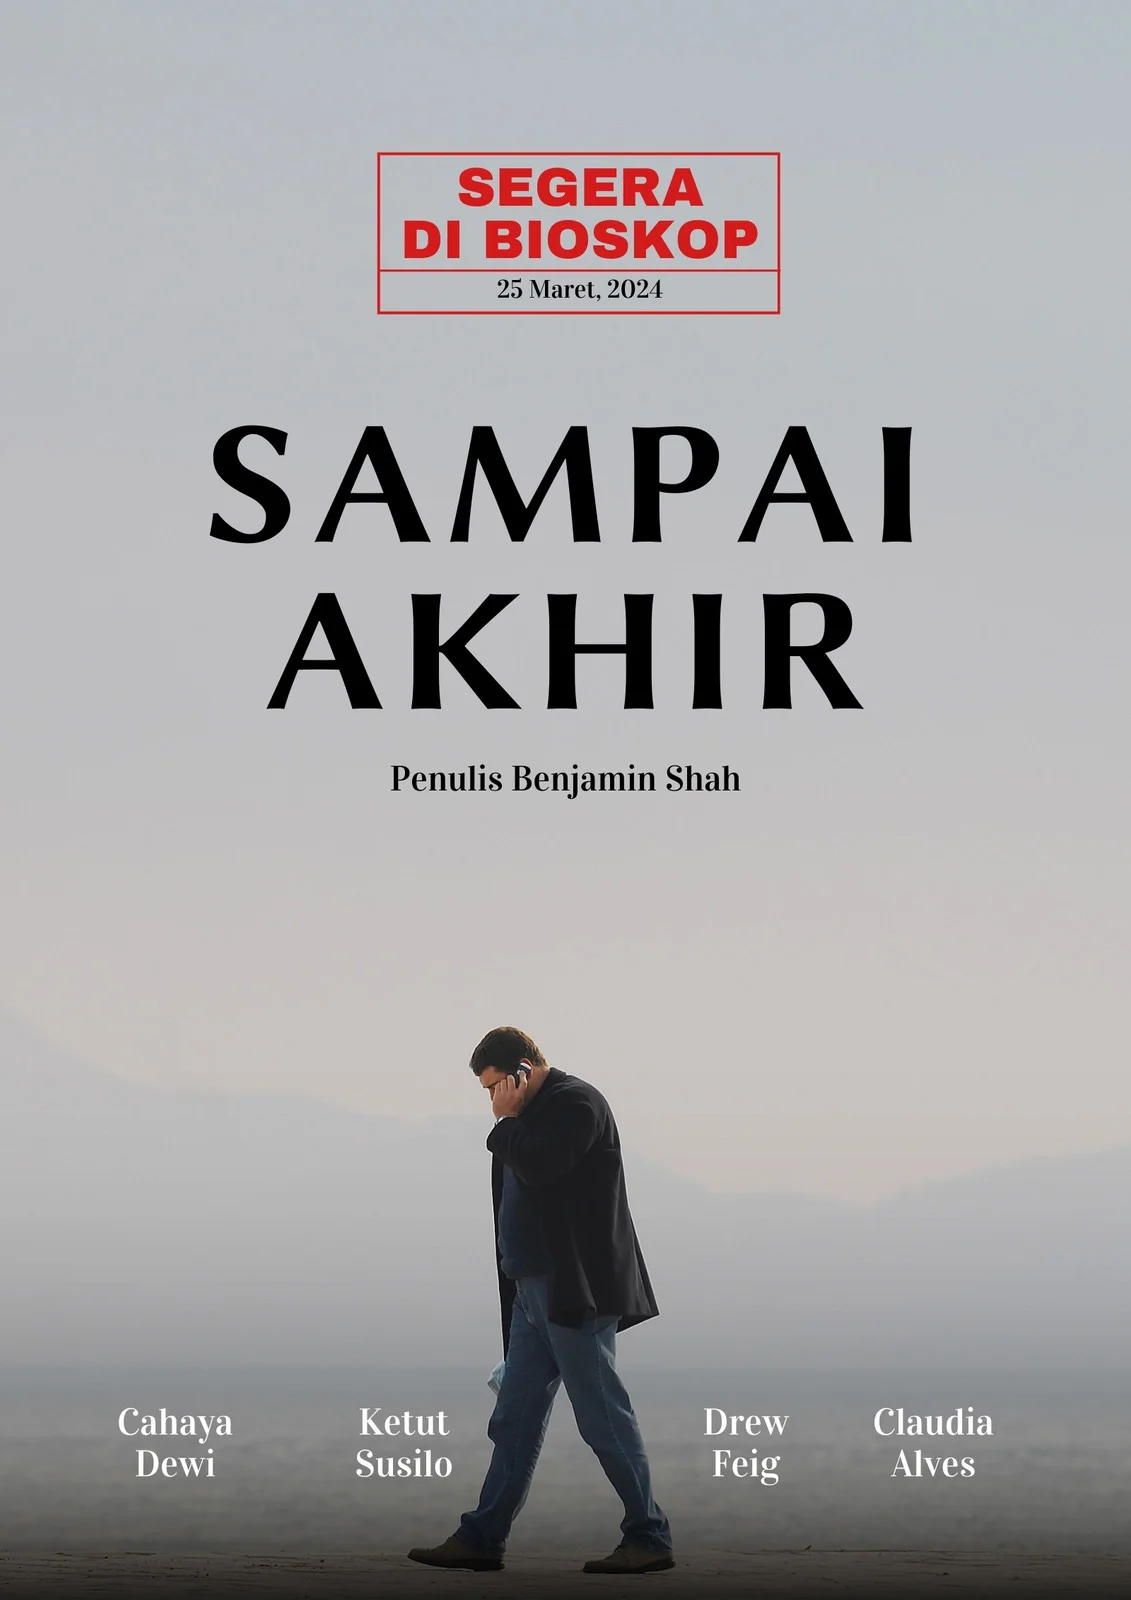 SEGERA
DI BIOSKOP
25 Maret, 2024
SAMPAI
AKHIR
Penulis Benjamin Shah
Cahaya
Dewi
Ketut
Susilo
Drew
Feig
Claudia
Alves